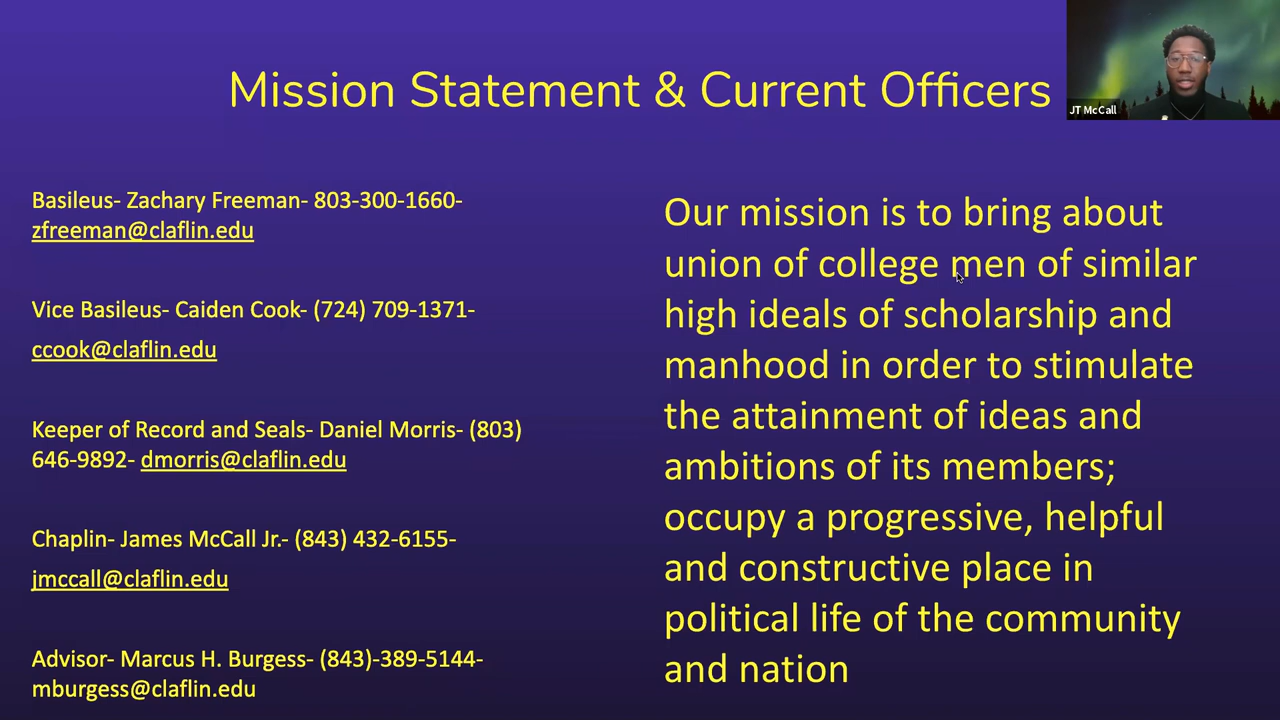 Mission Statement & Current Officers
JT McCall
Basileus- Zachary Freeman- 803-300-1660-
zfreeman@claflin.edu
Vice Basileus- Caiden Cook- (724) 709-1371-
ccook@claflin.edu
Keeper of Record and Seals- Daniel Morris- (803)
646-9892- dmorris@claflin.edu
Chaplin- James McCall Jr.- (843) 432-6155-
jmccall@claflin.edu
Advisor- Marcus H. Burgess- (843)-389-5144-
mburgess@claflin.edu
Our mission is to bring about
union of college men of similar
high ideals of scholarship and
manhood in order to stimulate
the attainment of ideas and
ambitions of its members;
occupy a progressive, helpful
and constructive place in
political life of the community
and nation